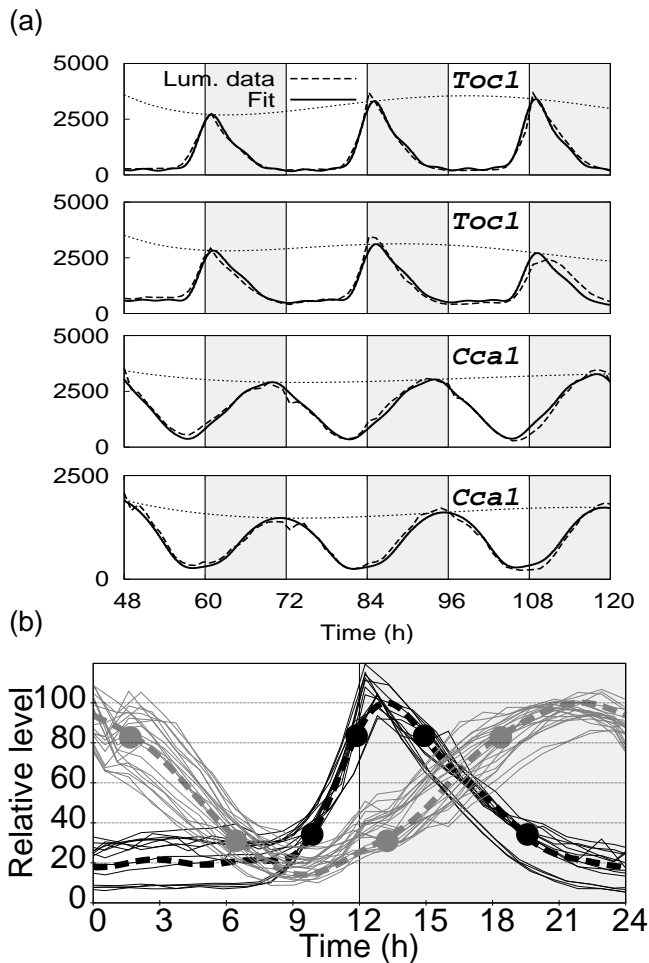 (a)
5000
2500
0
Lum. data
Fit
Toc1
5000
2500
0
Toc1
5000
2500
0
Cca1
2500
0
Cca1
48 60 72 84 96 108 120
Time (h)
(b)
Relative level
100
80
60
40
20
0
0 3 6 9 12 15 18 21 24
Time (h)